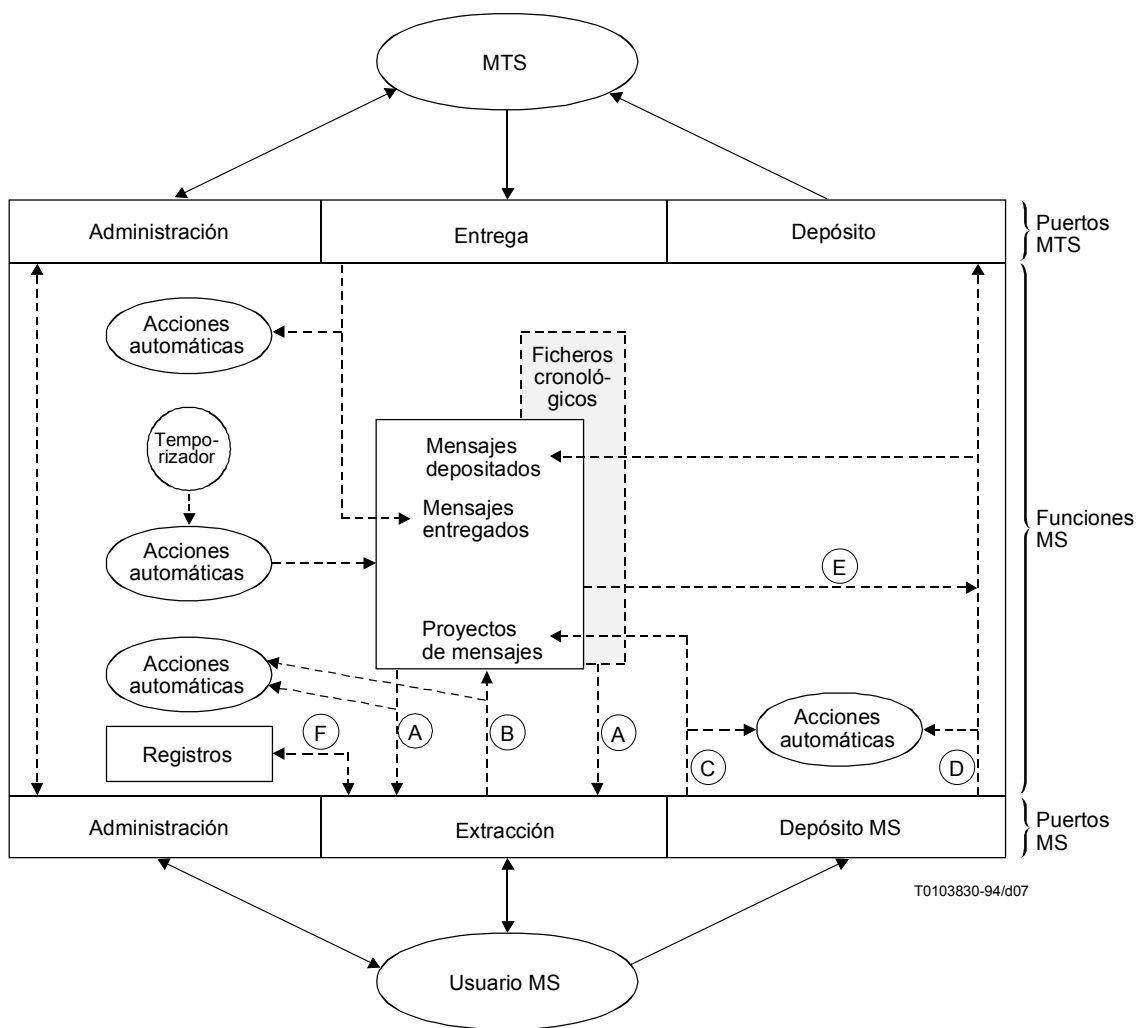 MTS
Administración
Entrega
Depósito
Puertos
MTS
Acciones
automáticas
Ficheros
cronoló-
gicos
Tempo-
rizador
Mensajes
depositados
Mensajes
entregados
Funciones
MS
Acciones
automáticas
E
Proyectos
de mensajes
Acciones
automáticas
Acciones
automáticas
Registros
F
A
B
A
C
D
Administración
Extracción
Depósito MS
Puertos
MS
T0103830-94/d07
Usuario MS